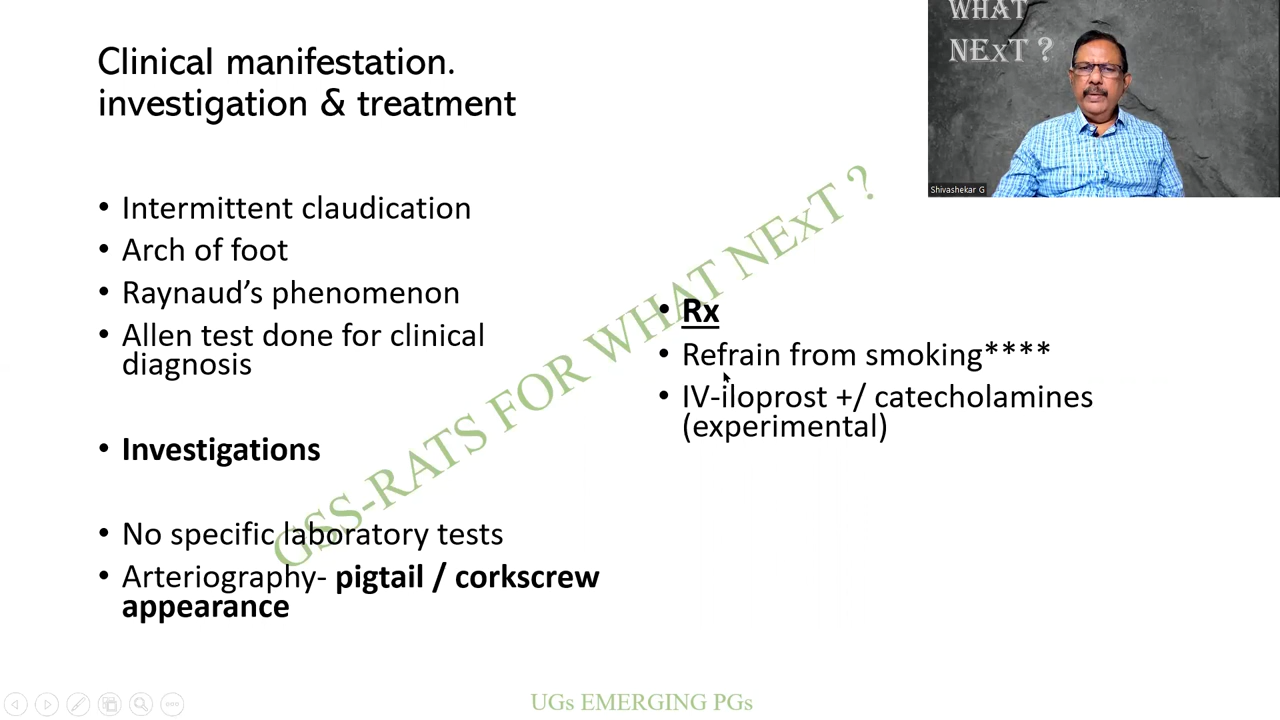 Clinical manifestation.
investigation & treatment
WHAT
NExT ?
Shivashekar G
• Intermittent claudication
• Arch of foot
• Raynaud’s phenomenon
• Allen test done for clinical
diagnosis
• Investigations
• No specific laboratory tests
• Arteriography- pigtail / corkscrew
appearance
• Rx
• Refrain from smoking****
• IV-iloprost +/ catecholamines
(experimental)
GSS-RATS FOR WHAT NExT ?
UGs EMERGING PGs